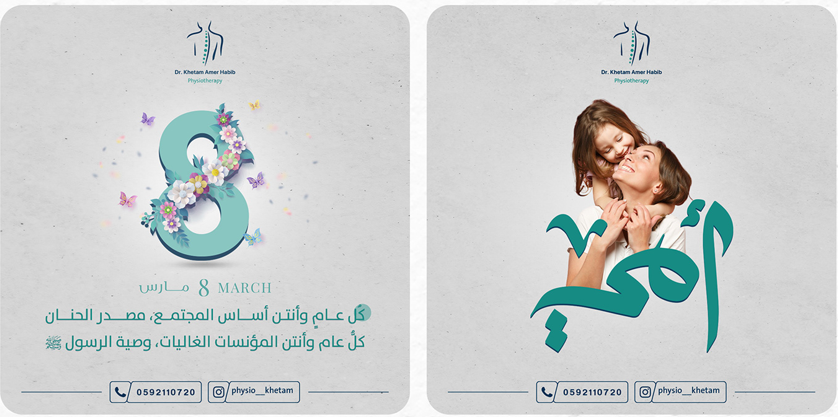 Dr. Khetam Amer Habib
Physiotherapy
8
مارس 8 MARCH
كل عامٍ وأنتن أساس المجتمع، مصدر الحنان
كلُّ عام وأنتن المؤنسات الغاليات، وصية الرسول ﷺ
0592110720
physio__khetam
Dr. Khetam Amer Habib
Physiotherapy
أمي
0592110720
physio__khetam